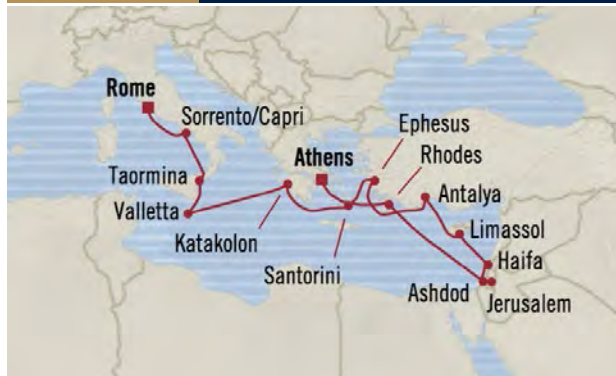 Rome
Sorrento/Capri
Ephesus
Athens
Rhodes
Taormina
Antalya
Valletta
Limassol
Katakolon
Haifa
Santorini
Ashdod
Jerusalem